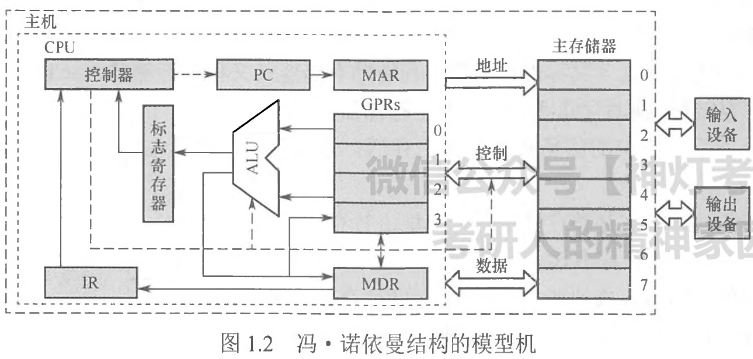 主机
CPU
控制器
PC
MAR
地址
主存储器
0
1
2
3
4
5
6
7
输入
设备
输出
设备
标志寄存器
ALU
GPRs
0
1
2
3
控制
数据
IR
MDR
微信公众号【神灯考
考研人的精神家园
图 1.2 冯·诺依曼结构的模型机